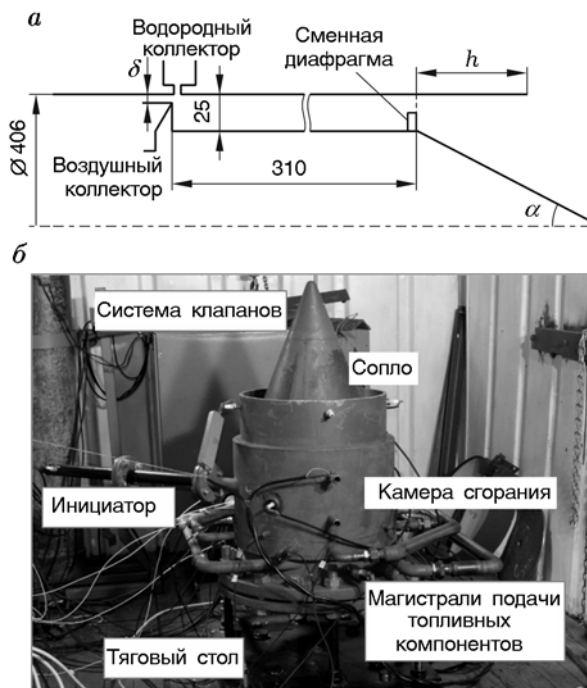 а
Водородный
коллектор
Сменная
диафрагма
δ
h
25
Ø 406
Воздушный
коллектор
310
α
б
Система клапанов
Сопло
Инициатор
Камера сгорания
Магистрали подачи
топливных
компонентов
Тяговый стол